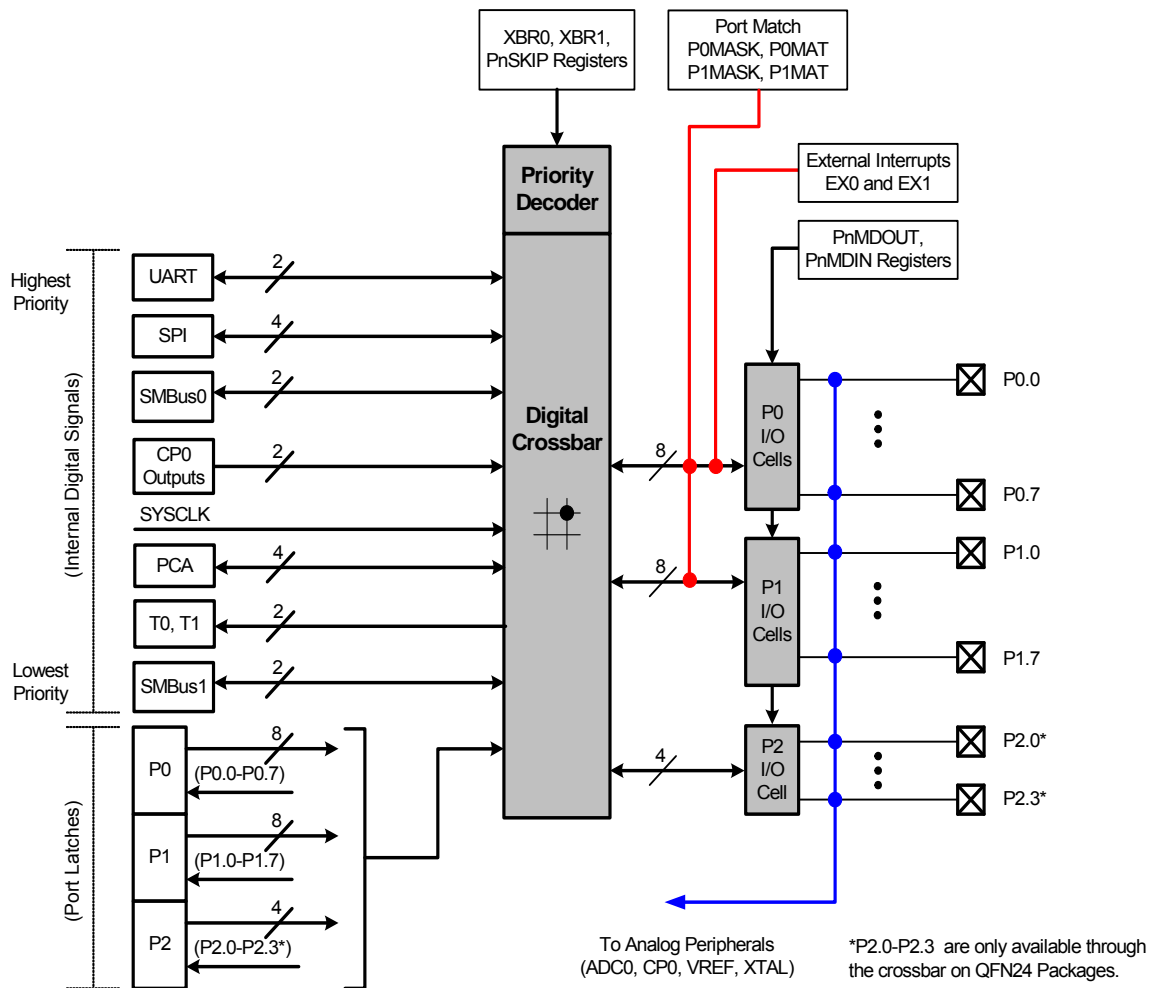 XBR0, XBR1,
PnSKIP Registers
Port Match
P0MASK, P0MAT
P1MASK, P1MAT
External Interrupts
EX0 and EX1
Priority
Decoder
PnMDOUT,
PnMDIN Registers
Highest
Priority
(Internal Digital Signals)
Lowest
Priority
UART
2
SPI
4
SMBus0
2
CP0
Outputs
2
SYSCLK
PCA
4
T0, T1
2
SMBus1
2
Digital
Crossbar
8
P0
I/O
Cells
P0.0
P0.7
8
P1
I/O
Cells
P1.0
P1.7
4
P2
I/O
Cell
P2.0*
P2.3*
(Port Latches)
P0
8
(P0.0-P0.7)
P1
8
(P1.0-P1.7)
P2
4
(P2.0-P2.3*)
To Analog Peripherals
(ADC0, CP0, VREF, XTAL)
*P2.0-P2.3 are only available through
the crossbar on QFN24 Packages.